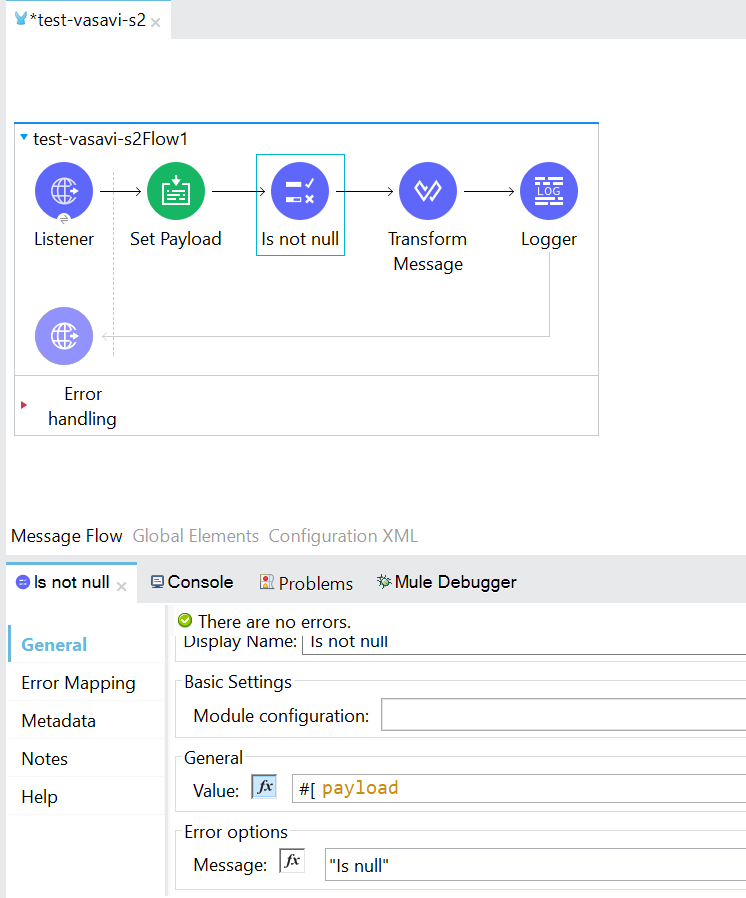 *test-vasavi-s2
test-vasavi-s2Flow1
Listener
Set Payload
Is not null
Transform Message
LOG
Logger
Error handling
Message Flow Global Elements Configuration XML
Is not null Console Problems Mule Debugger
There are no errors.
General
Error Mapping
Metadata
Notes
Help
Display Name: Is not null
Basic Settings
Module configuration:
General
Value: fx #[ payload
Error options
Message: fx "Is null"